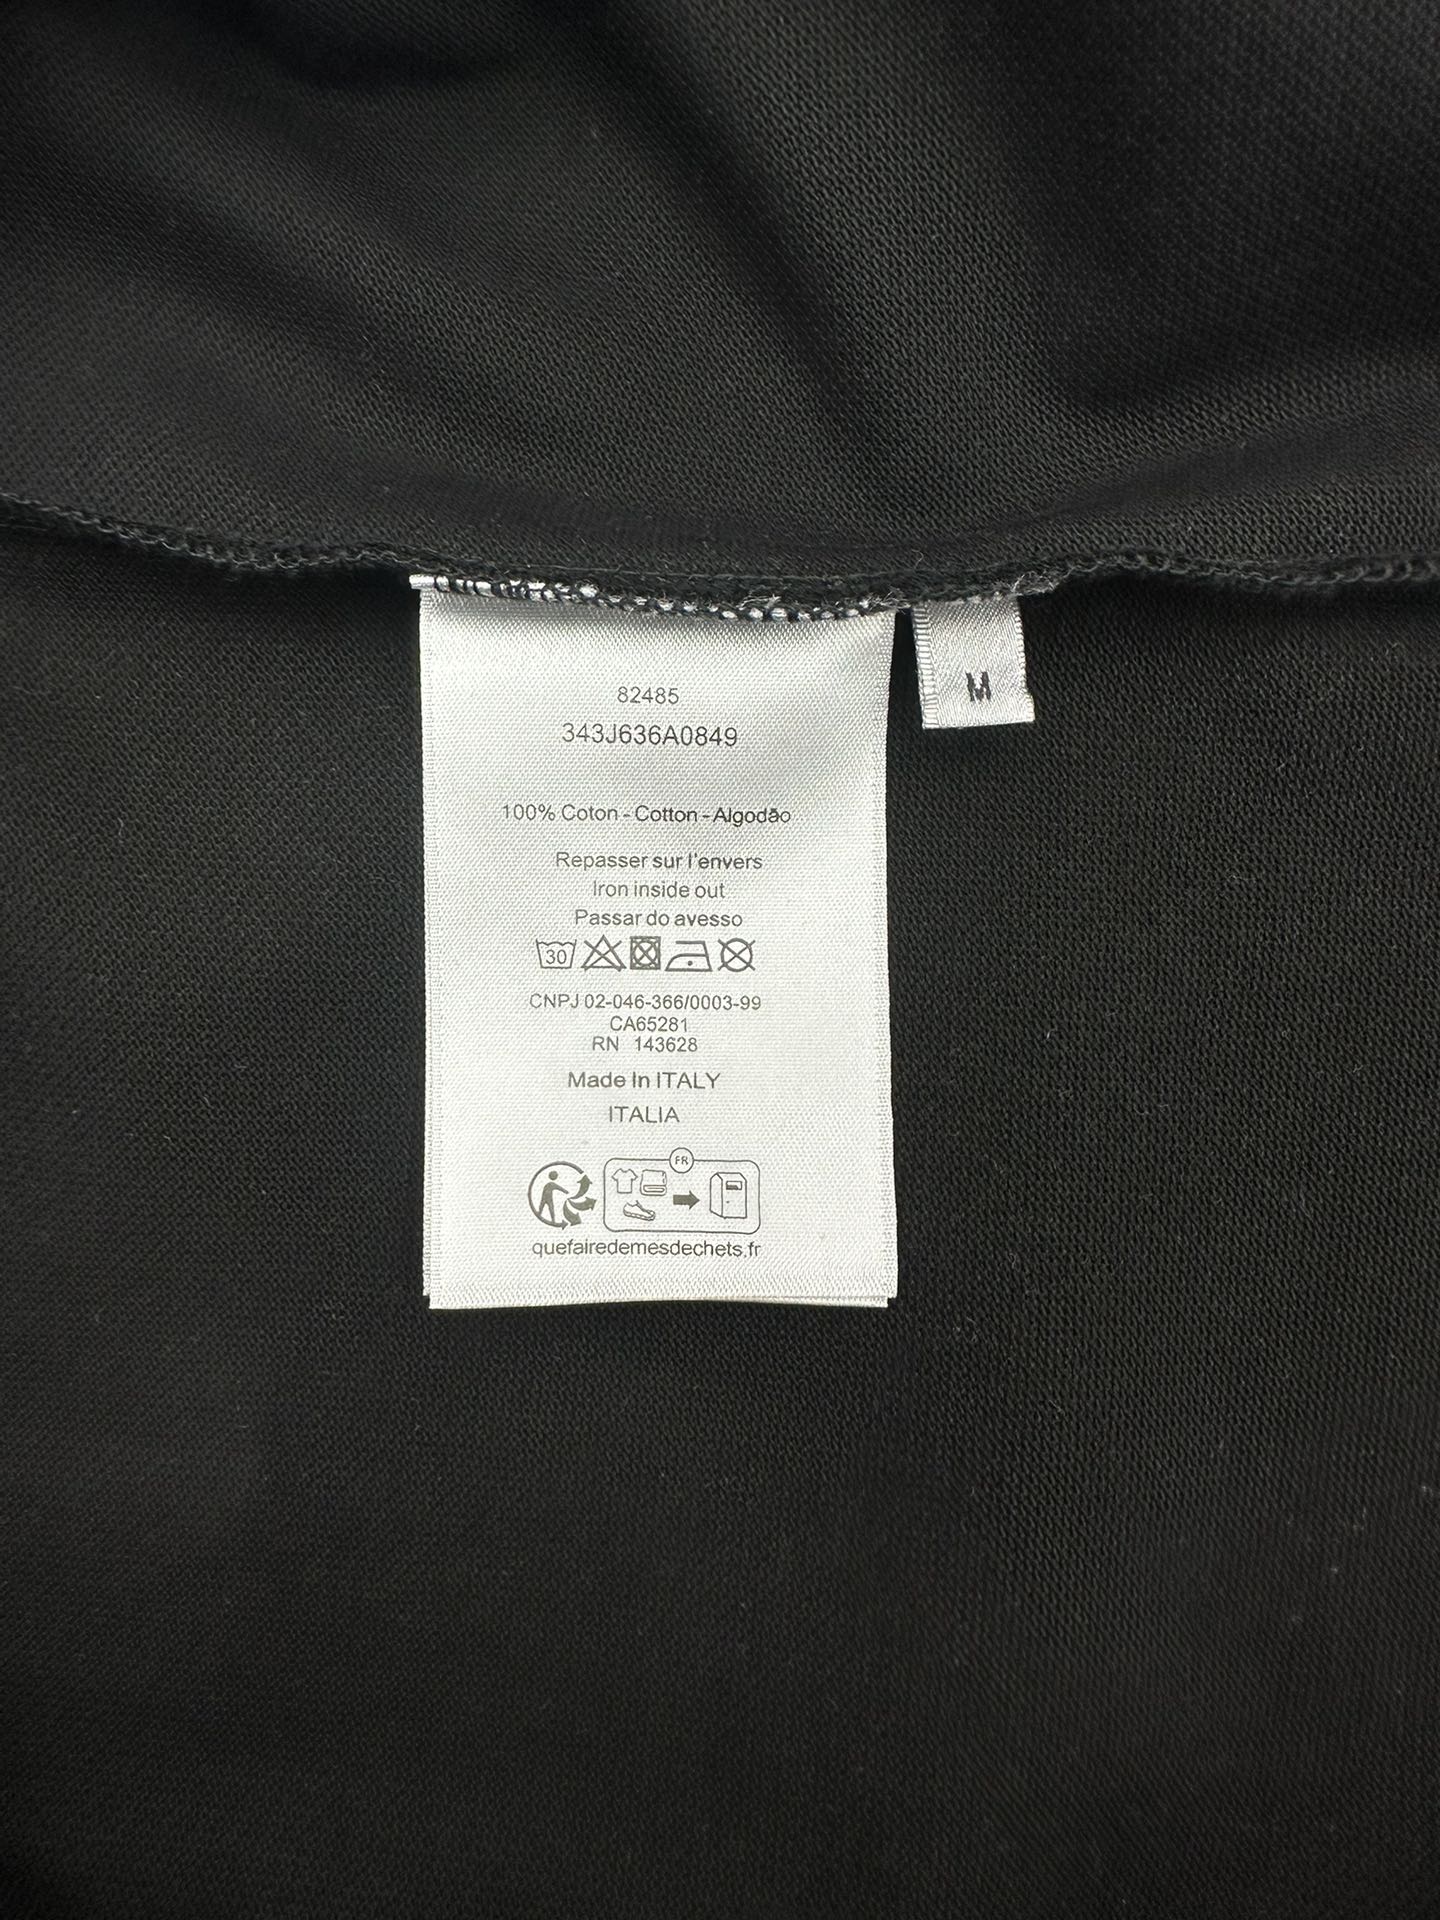 M
82485
343J636A0849
100% Coton - Cotton - Algodão
Repasser sur l'envers
Iron inside out
Passar do avesso
30
CNPJ 02-046-366/0003-99
CA65281
RN 143628
Made In ITALY
ITALIA
FR
quefairedemesdechets.fr